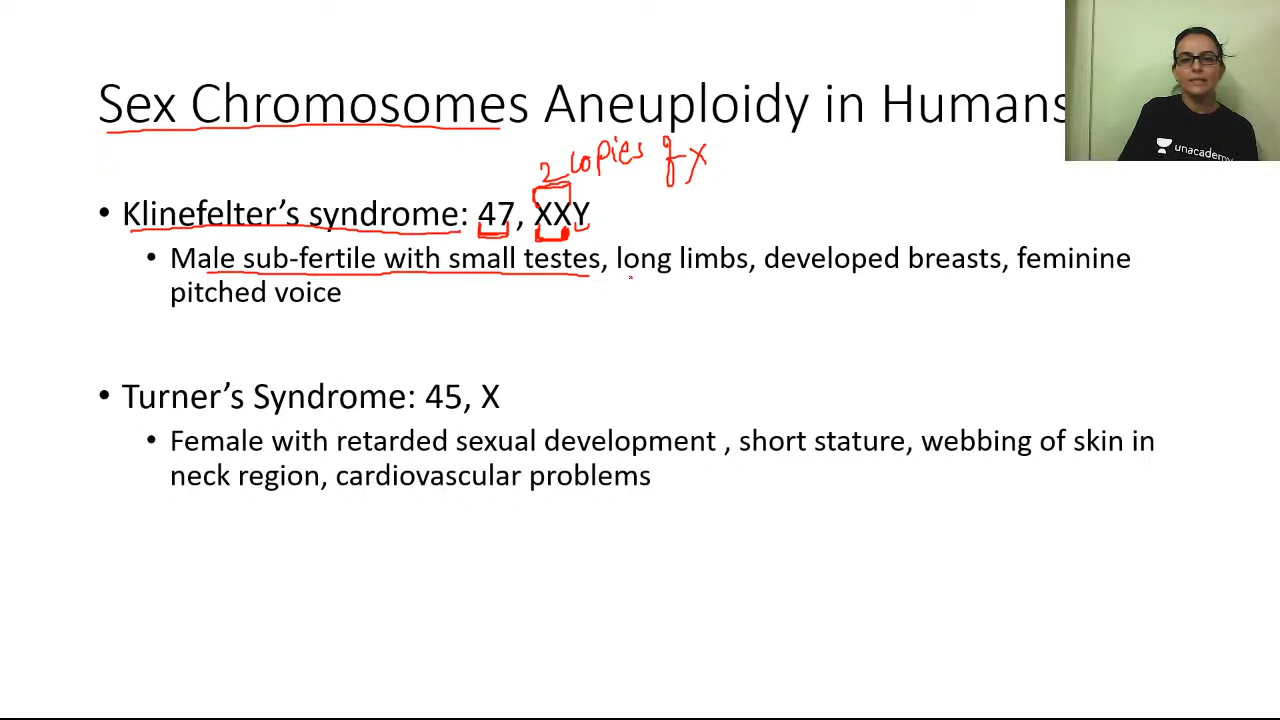 Sex Chromosomes Aneuploidy in Humans
unacademy
2 copies of X
• Klinefelter’s syndrome: 47, XXY
• Male sub-fertile with small testes, long limbs, developed breasts, feminine
pitched voice
• Turner’s Syndrome: 45, X
• Female with retarded sexual development , short stature, webbing of skin in
neck region, cardiovascular problems